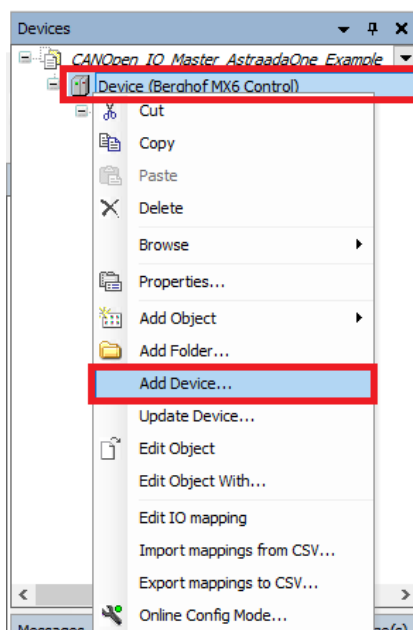 Devices
CANOpen_IO_Master_AstraadaOne_Example
Device (Berghof MX6 Control)
Cut
Copy
Paste
Delete
Browse
Properties...
Add Object
Add Folder...
Add Device...
Update Device...
Edit Object
Edit Object With...
Edit IO mapping
Import mappings from CSV...
Export mappings to CSV...
Online Config Mode...